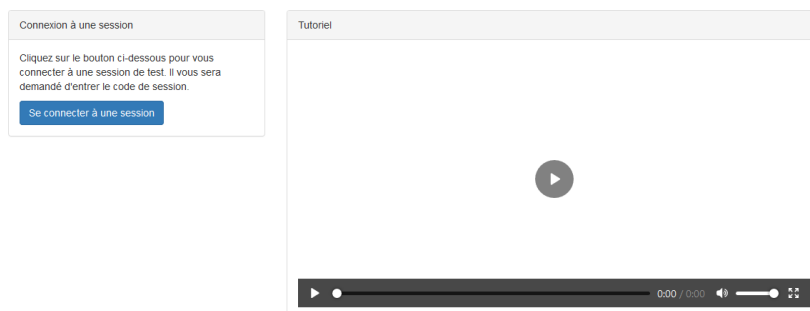 Connexion à une session
Cliquez sur le bouton ci-dessous pour vous
connecter à une session de test. Il vous sera
demandé d'entrer le code de session.
Se connecter à une session
Tutoriel
0:00 / 0:00